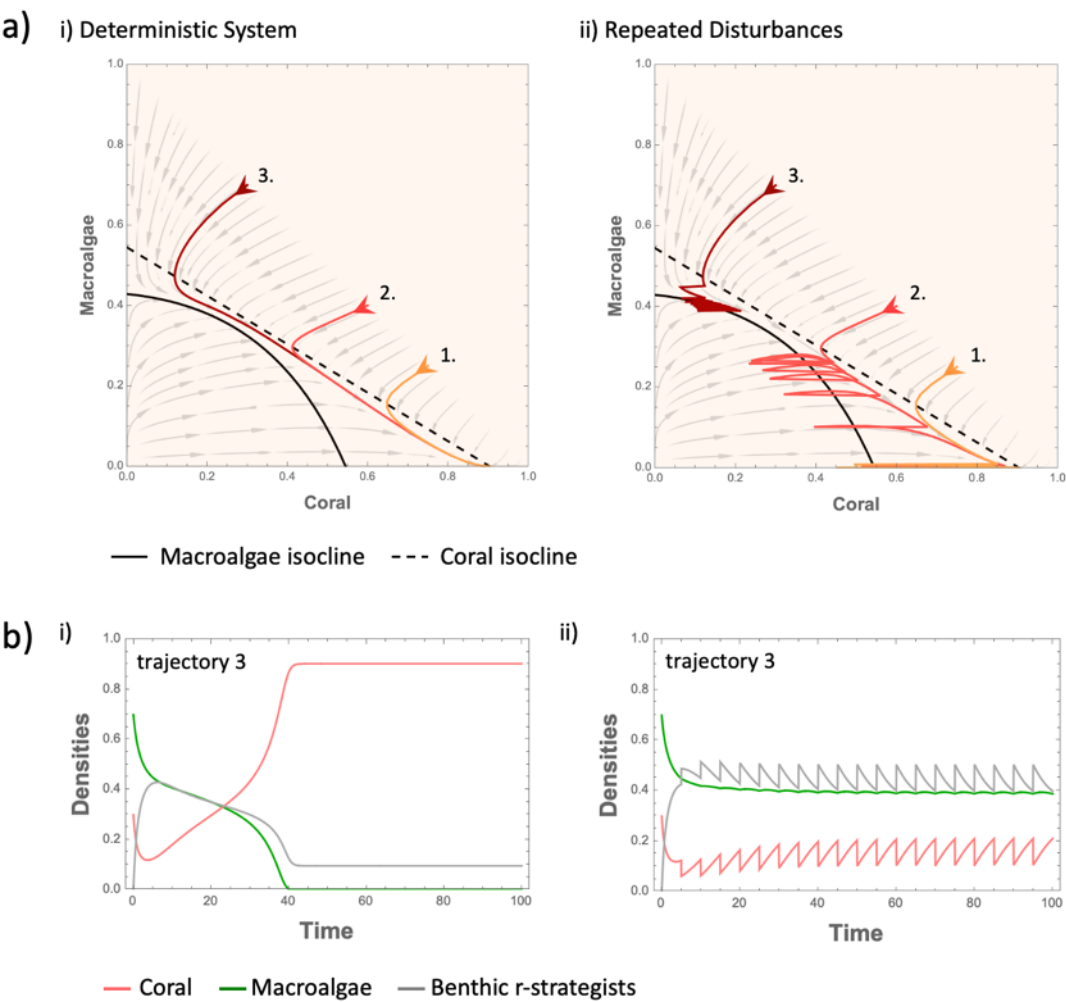 a) i) Deterministic System ii) Repeated Disturbances
1.0 1.0
0.8 0.8
3. 3.
0.6 0.6
Macroalgae Macroalgae
2. 2.
0.4 0.4
1. 1.
0.2 0.2
0.0 0.0
0.0 0.2 0.4 0.6 0.8 1.0 0.0 0.2 0.4 0.6 0.8 1.0
Coral Coral
Macroalgae isocline Coral isocline
b) i) ii)
1.0 1.0
trajectory 3 trajectory 3
0.8 0.8
0.6 0.6
Densities Densities
0.4 0.4
0.2 0.2
0.0 0.0
0 20 40 60 80 100 0 20 40 60 80 100
Time Time
Coral Macroalgae Benthic r-strategists